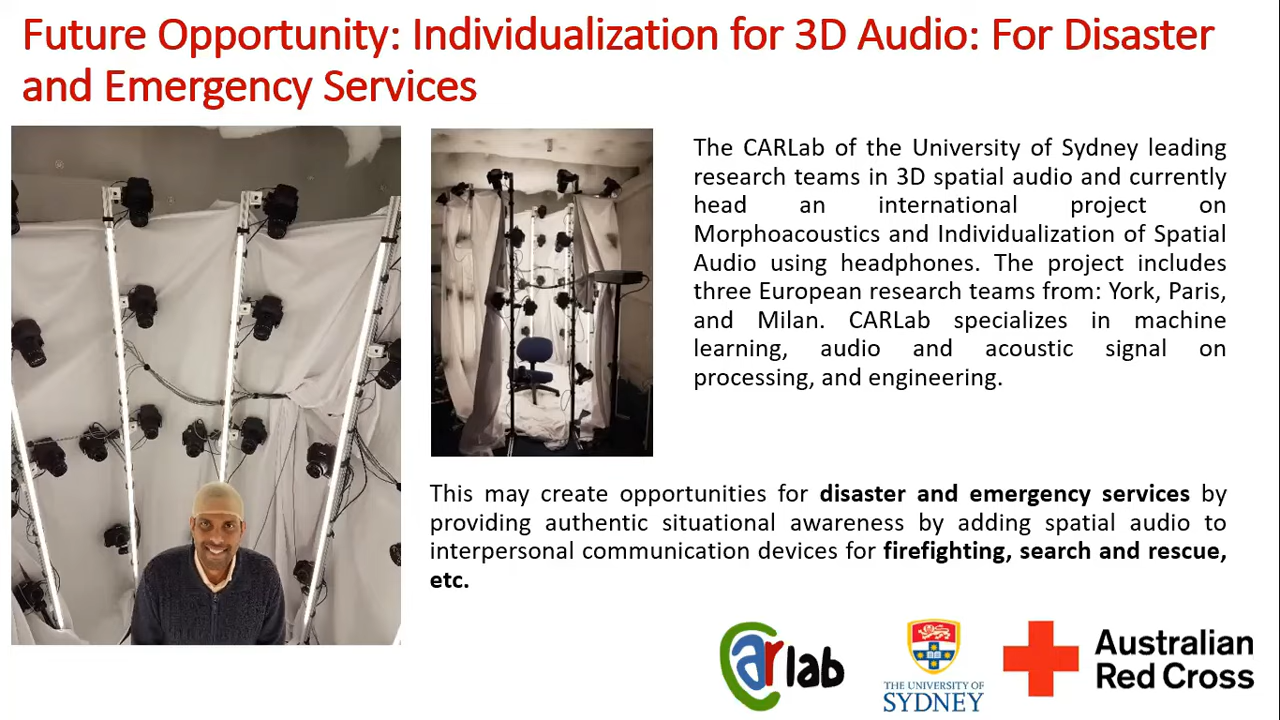 Future Opportunity: Individualization for 3D Audio: For Disaster
and Emergency Services
The CARLab of the University of Sydney leading
research teams in 3D spatial audio and currently
head an international project on
Morphoacoustics and Individualization of Spatial
Audio using headphones. The project includes
three European research teams from: York, Paris,
and Milan. CARLab specializes in machine
learning, audio and acoustic signal on
processing, and engineering.
This may create opportunities for disaster and emergency services by
providing authentic situational awareness by adding spatial audio to
interpersonal communication devices for firefighting, search and rescue,
etc.
Carlab
THE UNIVERSITY OF
SYDNEY
Australian
Red Cross